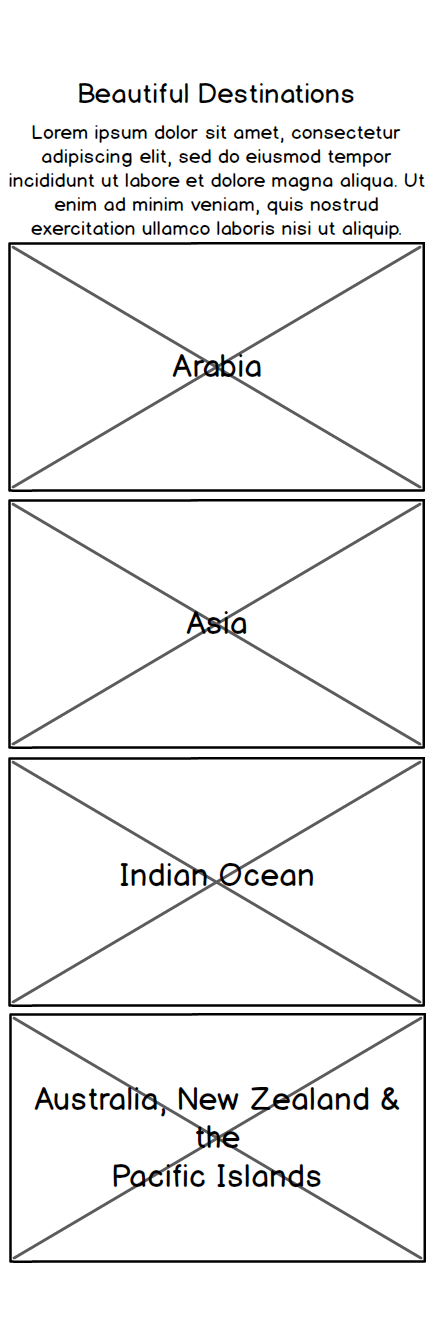 Beautiful Destinations
Lorem ipsum dolor sit amet, consectetur
adipiscing elit, sed do eiusmod tempor
incididunt ut labore et dolore magna aliqua. Ut
enim ad minim veniam, quis nostrud
exercitation ullamco laboris nisi ut aliquip.
Arabia
Asia
Indian Ocean
Australia, New Zealand &
the
Pacific Islands